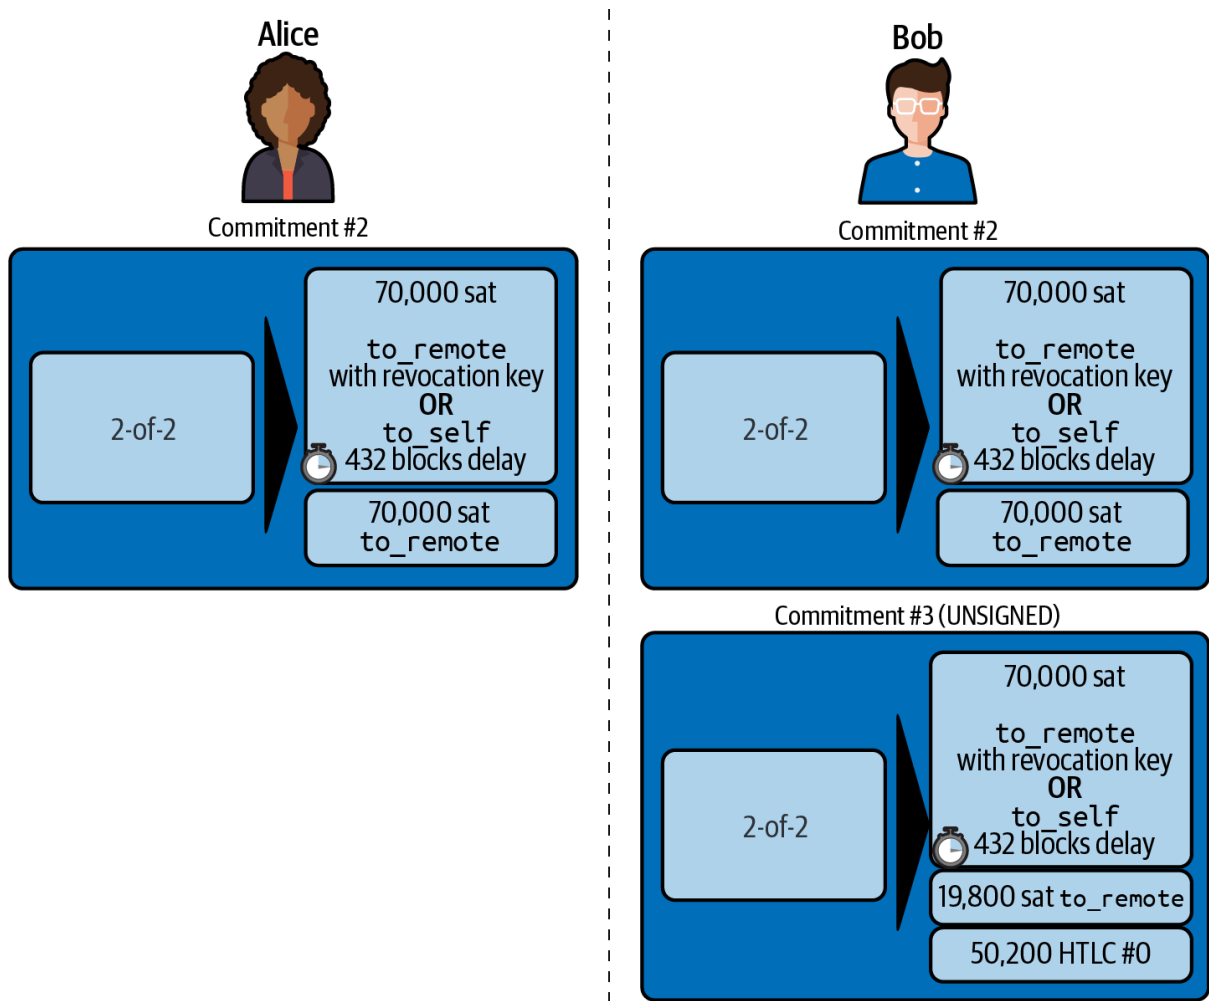 Alice
Commitment #2
2-of-2
70,000 sat
to_remote
with revocation key
OR
to_self
432 blocks delay
70,000 sat
to_remote
Bob
Commitment #2
2-of-2
70,000 sat
to_remote
with revocation key
OR
to_self
432 blocks delay
70,000 sat
to_remote
Commitment #3 (UNSIGNED)
2-of-2
70,000 sat
to_remote
with revocation key
OR
to_self
432 blocks delay
19,800 sat to_remote
50,200 HTLC #0